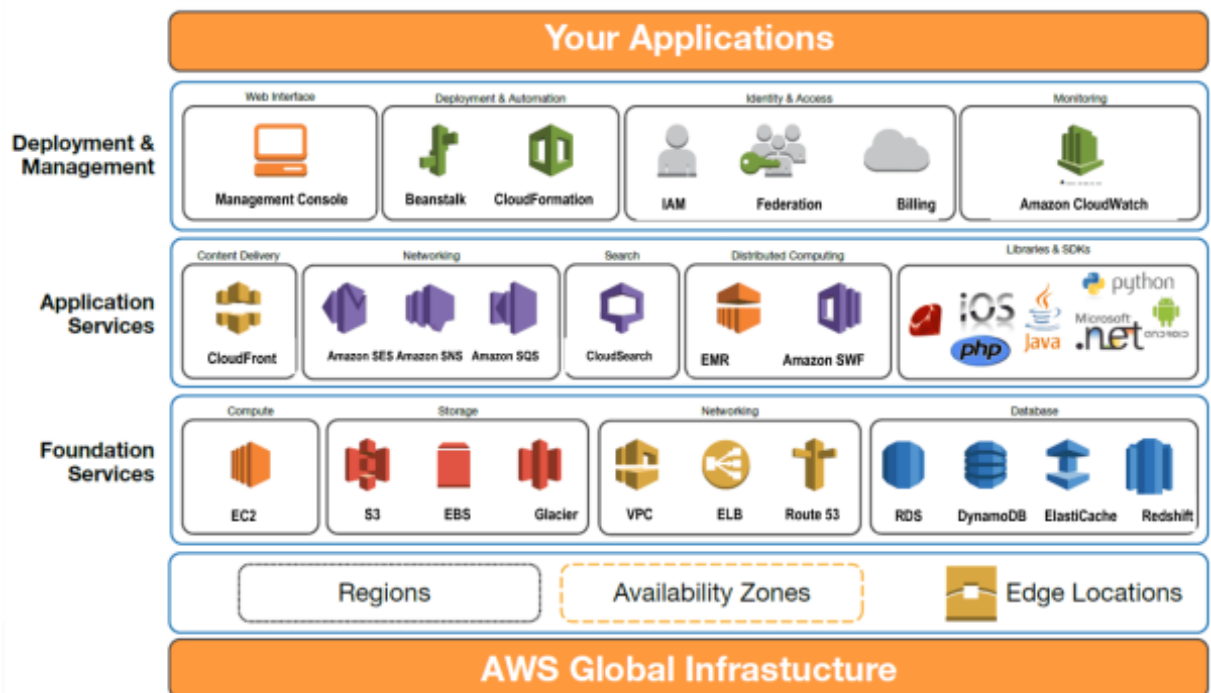 Your Applications
Deployment &
Management
Web Interface
Management Console
Deployment & Automation
Beanstalk
CloudFormation
Identity & Access
IAM
Federation
Billing
Monitoring
Amazon CloudWatch
Application
Services
Content Delivery
CloudFront
Networking
Amazon SES Amazon SNS Amazon SQS
Search
CloudSearch
Distributed Computing
EMR
Amazon SWF
Libraries & SDKs
iOS
php
Java
python
Microsoft
.net
ANDROID
Foundation
Services
Compute
EC2
Storage
S3
EBS
Glacier
Networking
VPC
ELB
Route 53
Database
RDS
DynamoDB
ElastiCache
Redshift
Regions
Availability Zones
Edge Locations
AWS Global Infrastucture